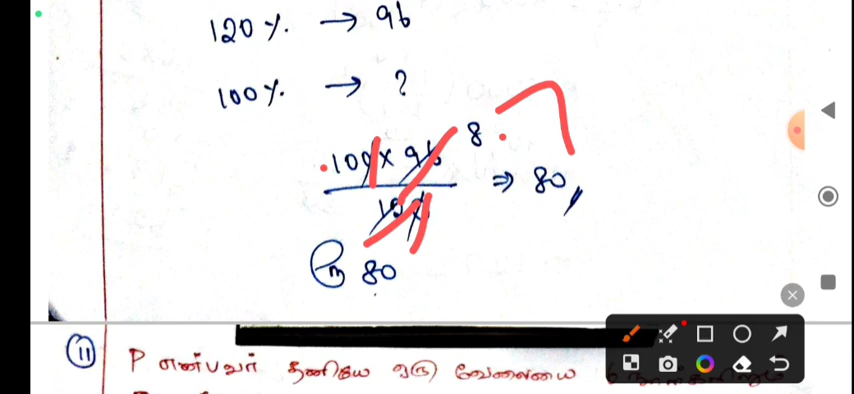 120 % → 96
100 % → ?
100 x 96 8
120 ⇒ 80
ரூ 80
11 P என்பவர் தனியே ஒரு வேலையை